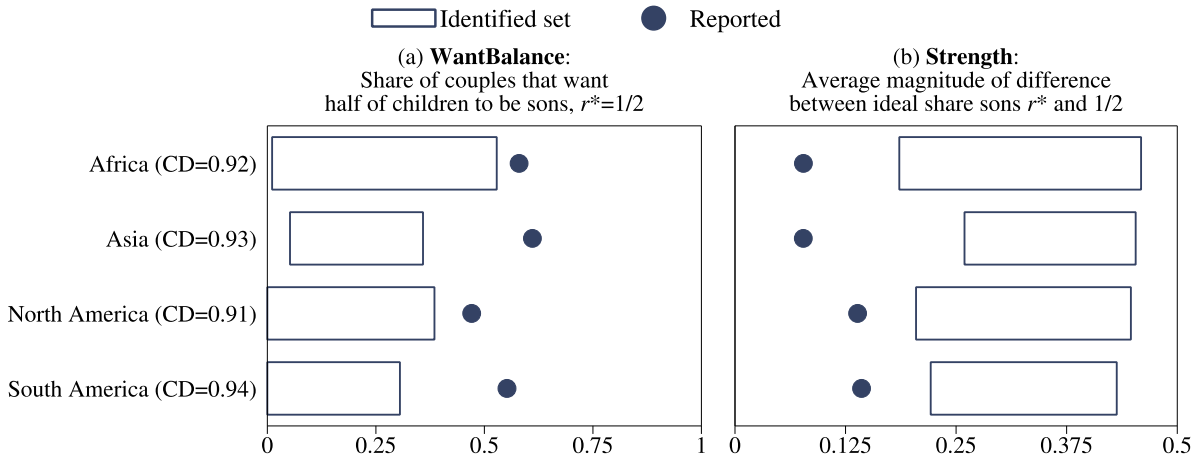 Identified set
Reported
(a) WantBalance:
Share of couples that want
half of children to be sons, r*=1/2
(b) Strength:
Average magnitude of difference
between ideal share sons r* and 1/2
Africa (CD=0.92)
Asia (CD=0.93)
North America (CD=0.91)
South America (CD=0.94)
0 0.25 0.5 0.75 1
0 0.125 0.25 0.375 0.5